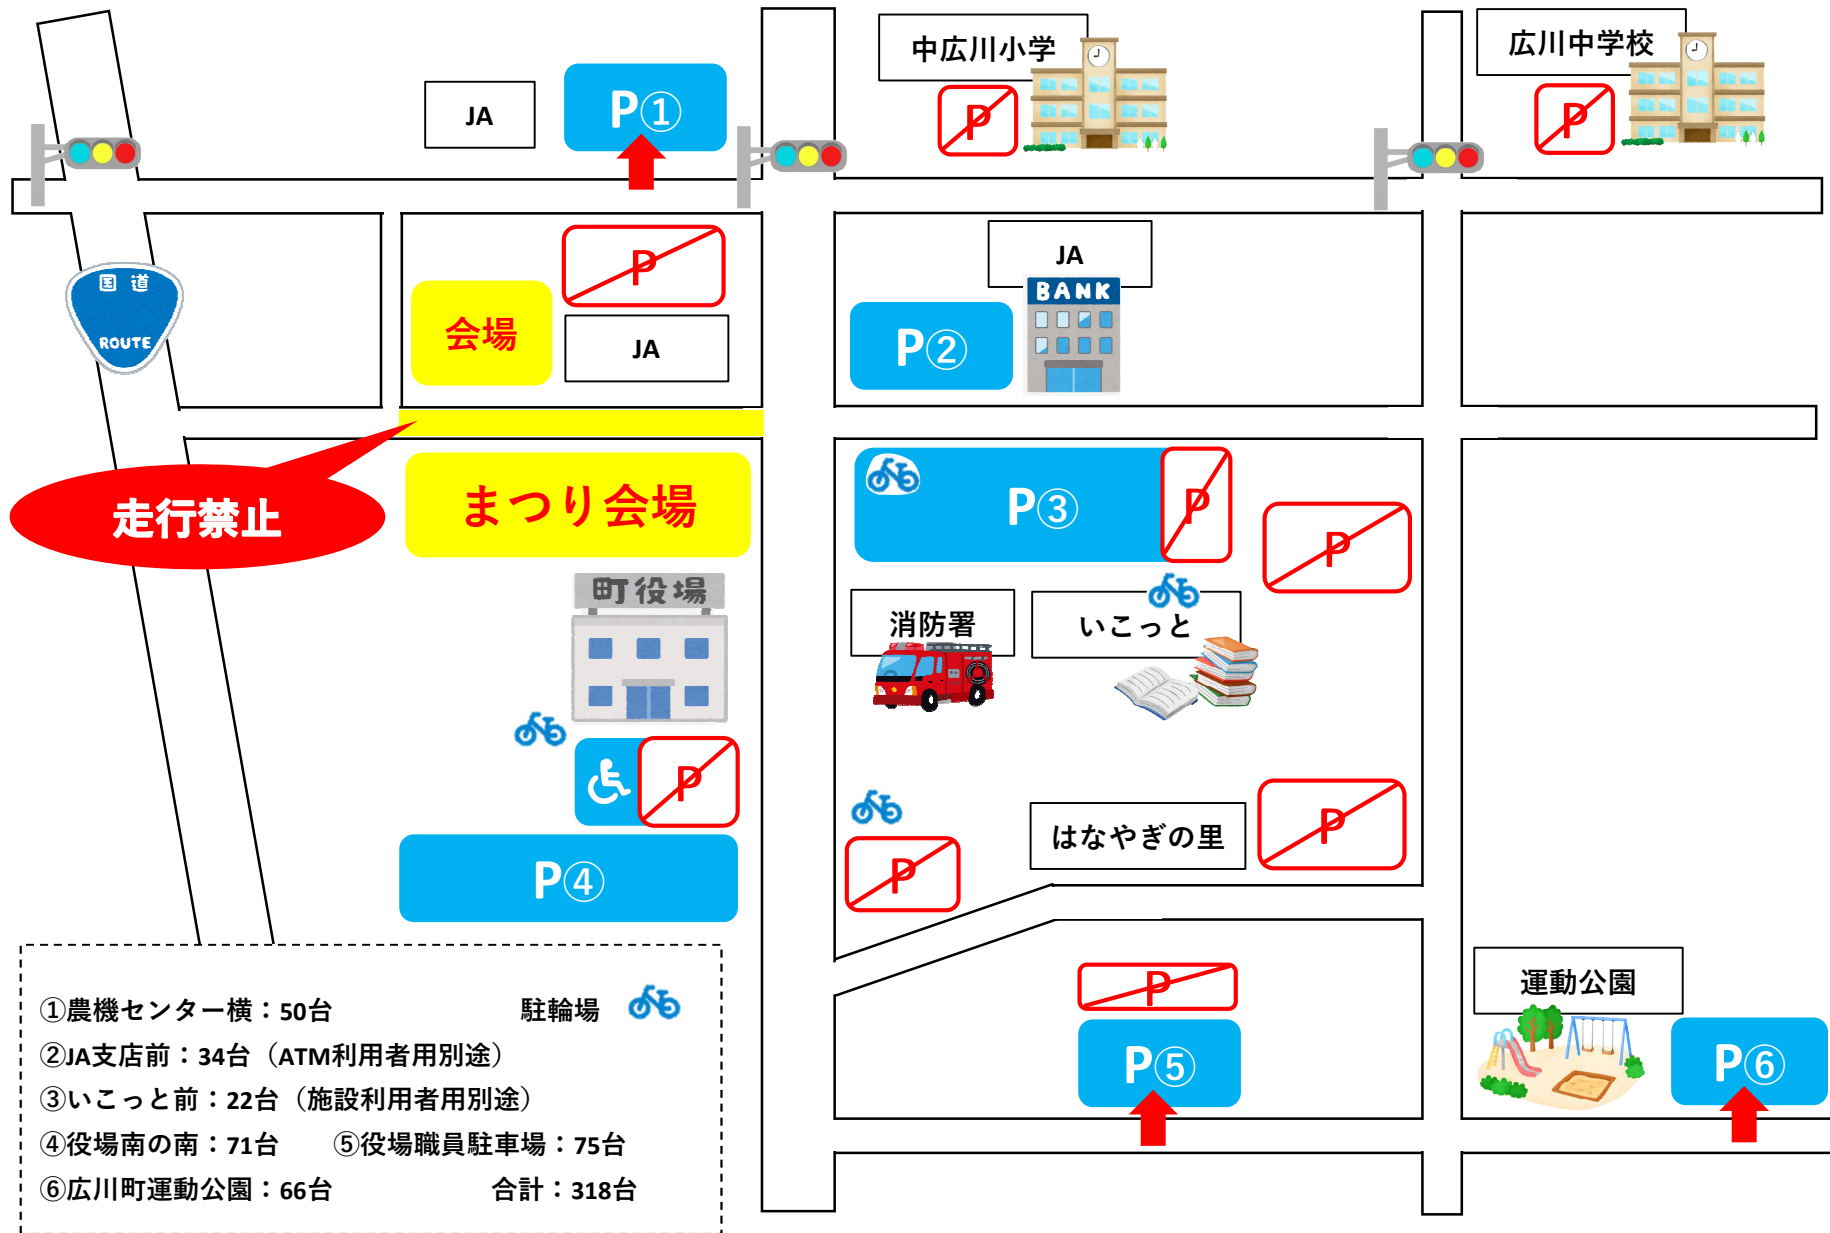 中広川小学
広川中学校
JA
P①
P
P
国道
ROUTE
P
会場
JA
JA
BANK
P②
走行禁止
まつり会場
P③
P
P
町役場
消防署
いこっと
P
はなやぎの里
P
P
P④
P
P⑤
運動公園
P⑥
①農機センター横：50台 駐輪場
②JA支店前：34台（ATM利用者用別途）
③いこっと前：22台（施設利用者用別途）
④役場南の南：71台 ⑤役場職員駐車場：75台
⑥広川町運動公園：66台 合計：318台